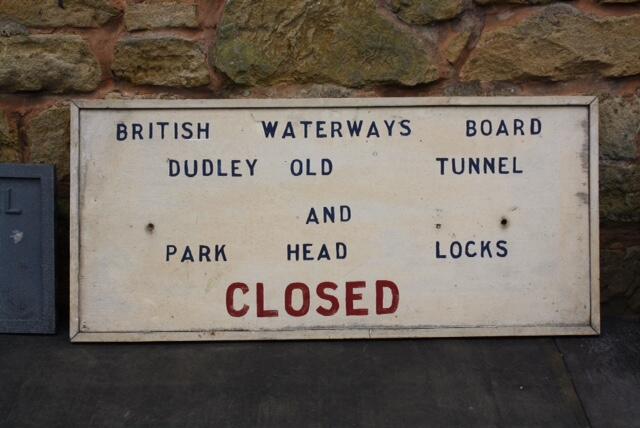 BRITISH WATERWAYS BOARD
DUDLEY OLD TUNNEL
AND
PARK HEAD LOCKS
CLOSED
L